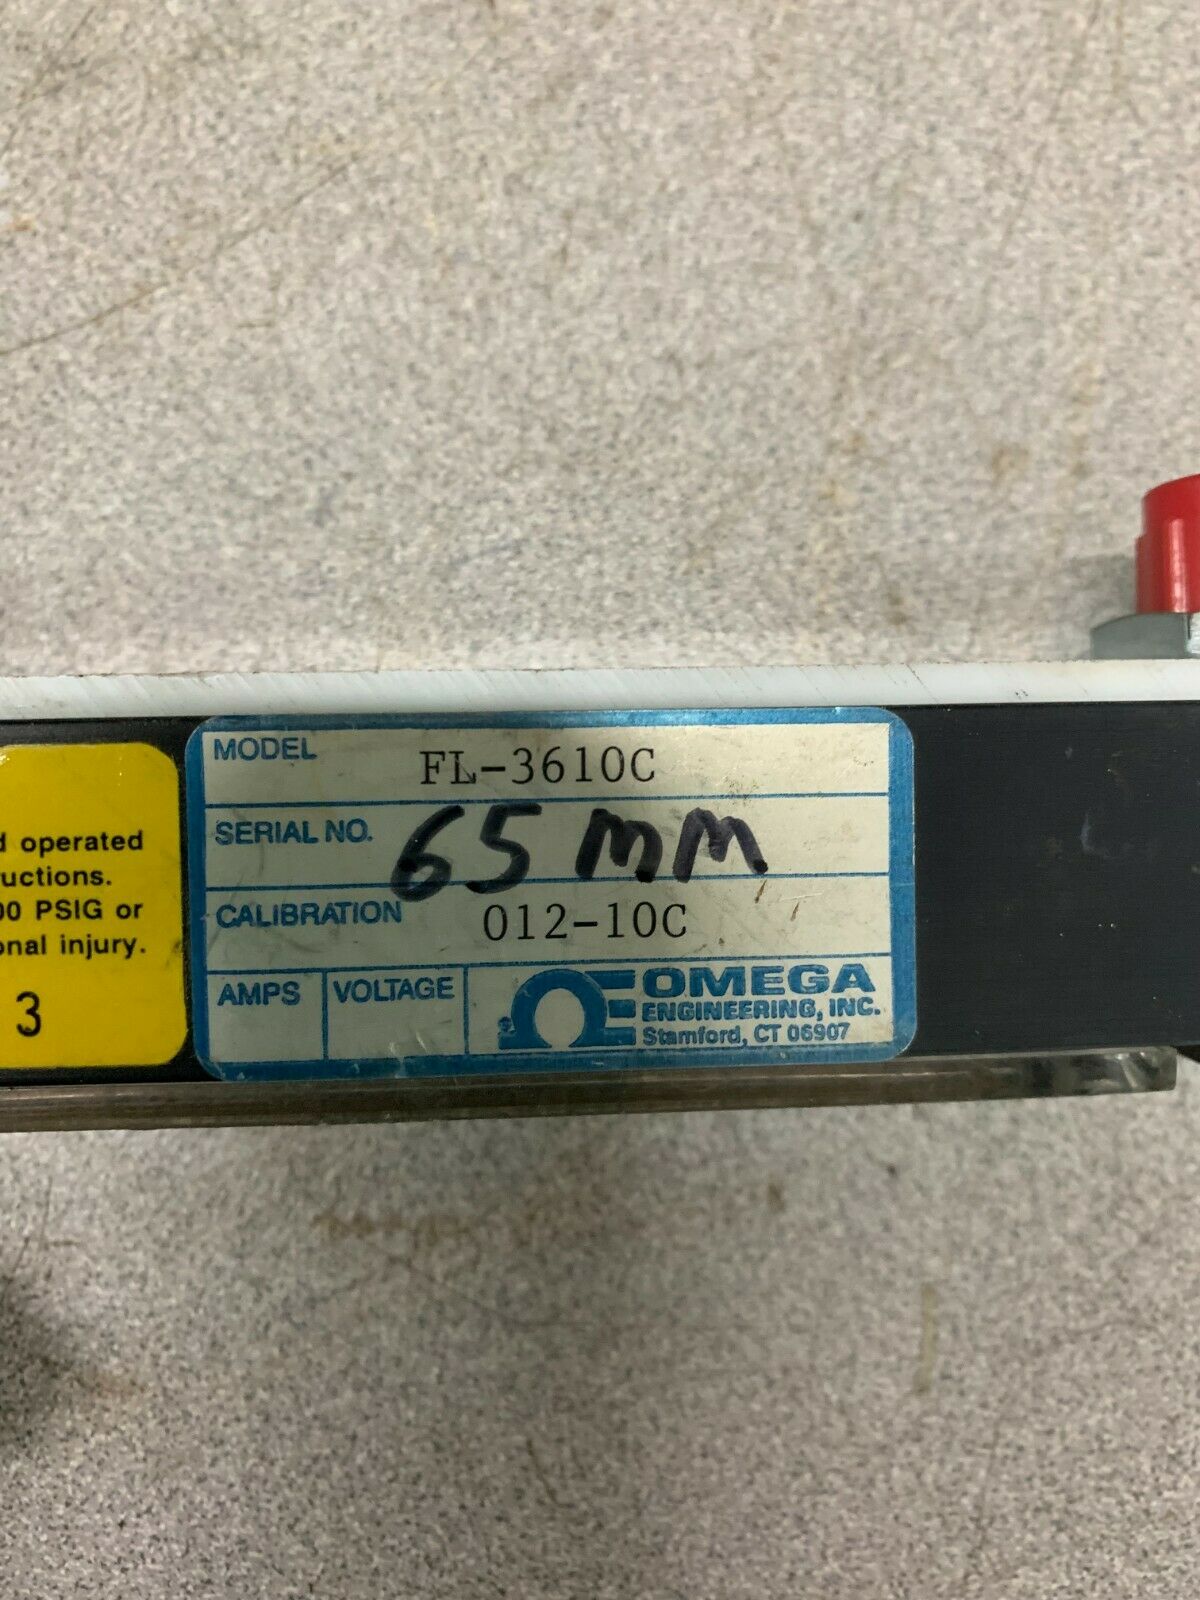 d operated
uctions.
00 PSIG or
onal injury.
3
MODEL FL-3610C
SERIAL NO. 65 MM
CALIBRATION 012-10C
AMPS VOLTAGE
OMEGA
ENGINEERING, INC.
Stamford, CT 06907